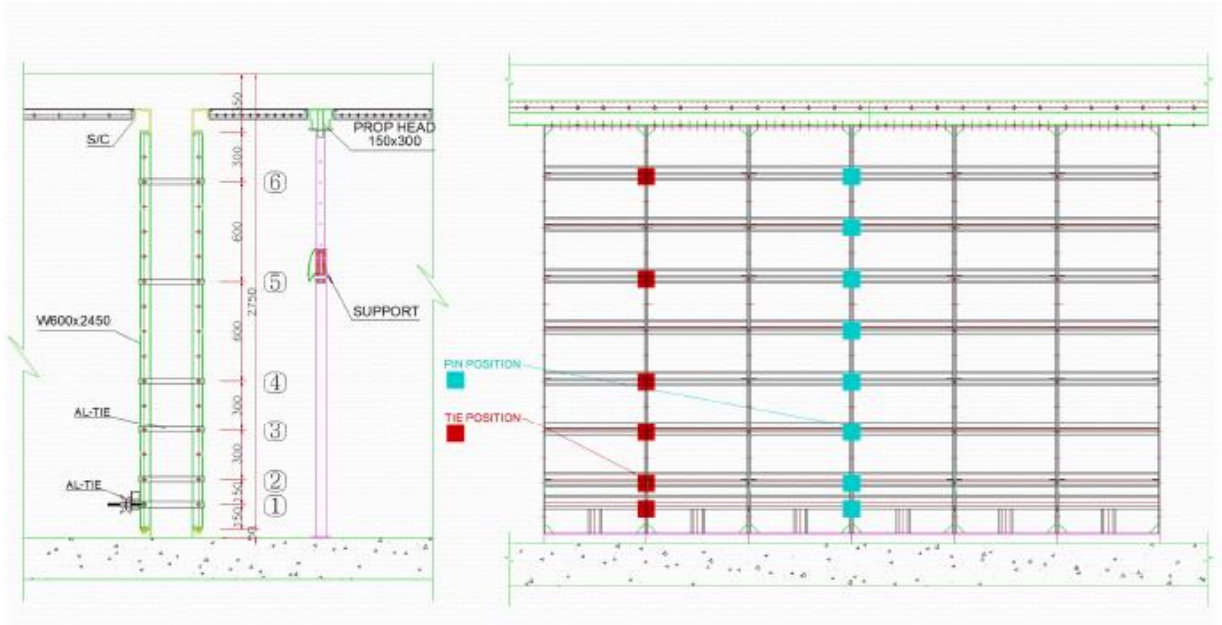 S/C
PROP HEAD
150x300
300
⑥
600
⑤
2750
SUPPORT
W600x2450
600
④
PIN POSITION
AL-TIE
300
③
TIE POSITION
300
②
AL-TIE
150
①
150
50